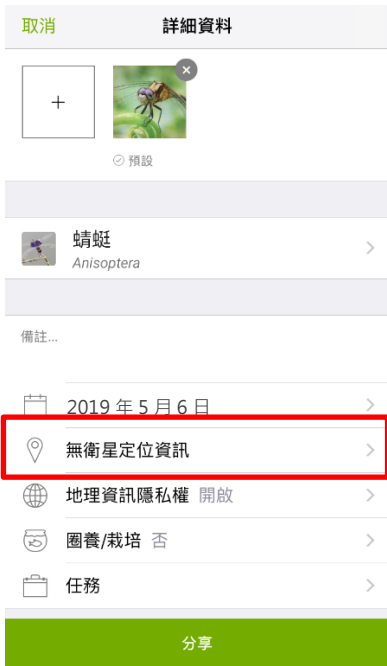 取消 詳細資料
+
預設
蜻蜓
Anisoptera
備註...
2019 年 5 月 6 日
無衛星定位資訊
地理資訊隱私權 開啟
圈養/栽培 否
任務
分享